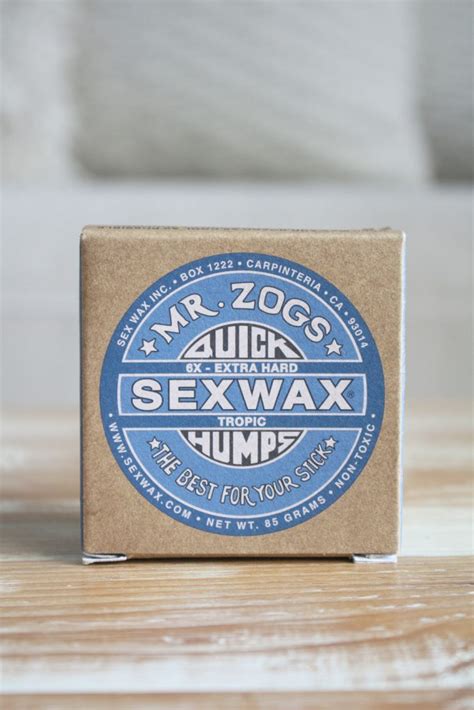 SEX WAX INC. • BOX 1222 • CARPINTERIA • CA • 93014
MR. ZOGS
QUICK
6X - EXTRA HARD
SEXWAX®
TROPIC
HUMPS
THE BEST FOR YOUR STICK
• WWW.SEXWAX.COM • NET WT. 85 GRAMS • NON-TOXIC •